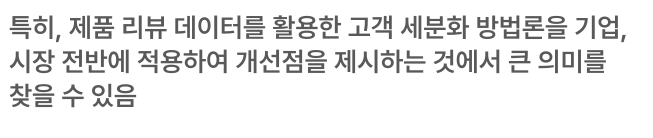 특히, 제품 리뷰 데이터를 활용한 고객 세분화 방법론을 기업,
시장 전반에 적용하여 개선점을 제시하는 것에서 큰 의미를
찾을 수 있음